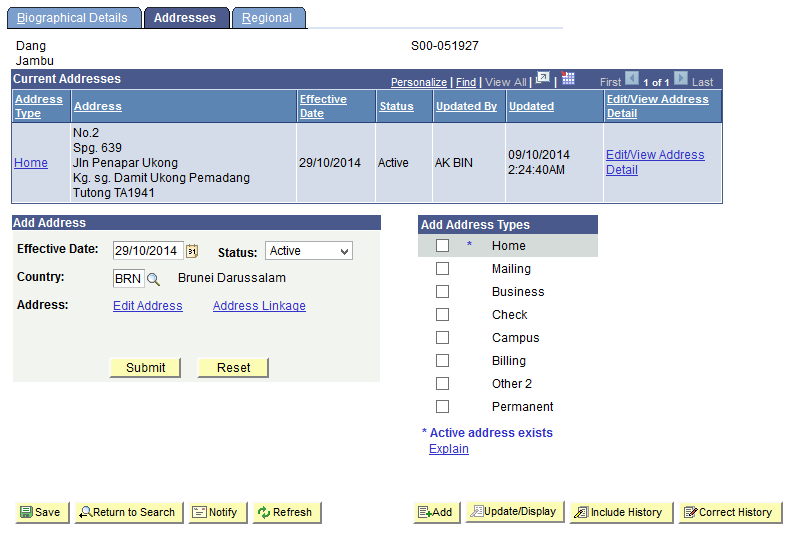 Biographical Details Addresses Regional
Dang S00-051927
Jambu
Current Addresses Personalize | Find | View All | | First 1 of 1 Last
Address Type Address Effective Date Status Updated By Updated Edit/View Address Detail
Home
No.2
Spg. 639
Jln Penapar Ukong
Kg. sg. Damit Ukong Pemadang
Tutong TA1941
29/10/2014 Active AK BIN
09/10/2014
2:24:40AM
Edit/View Address
Detail
Add Address
Effective Date: 29/10/2014 31 Status: Active
Country: BRN Brunei Darussalam
Address: Edit Address Address Linkage
Submit Reset
Add Address Types
* Home
Mailing
Business
Check
Campus
Billing
Other 2
Permanent
* Active address exists
Explain
Save Return to Search Notify Refresh Add Update/Display Include History Correct History